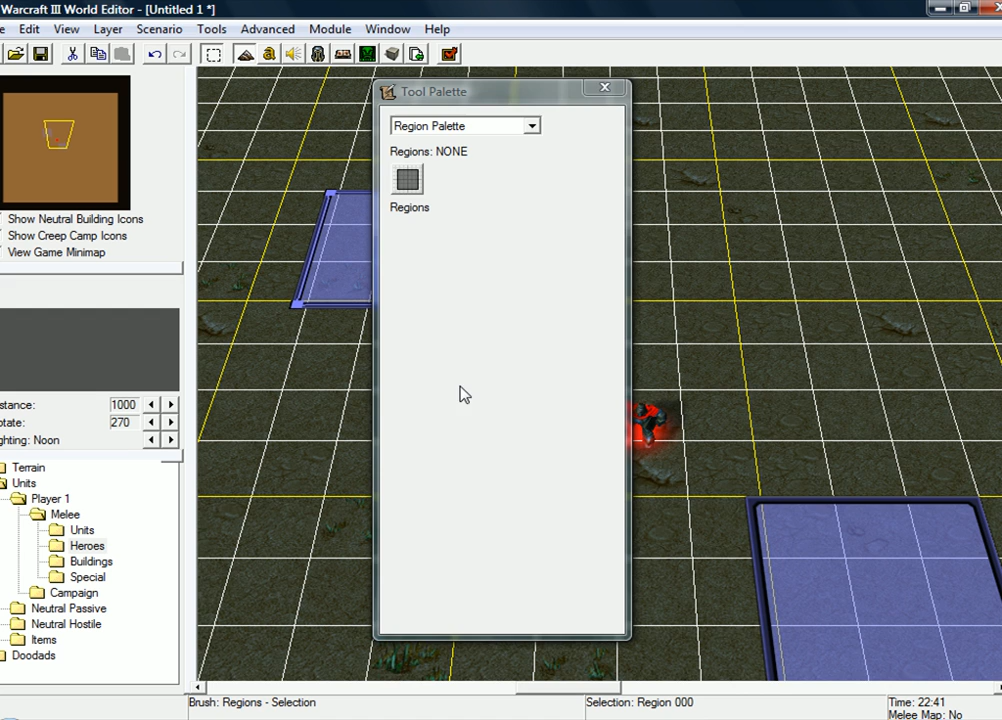 Warcraft III World Editor - [Untitled 1 *]
e Edit View Layer Scenario Tools Advanced Module Window Help
Tool Palette
Region Palette
Regions: NONE
Regions
Show Neutral Building Icons
Show Creep Camp Icons
View Game Minimap
stance: 1000
otate: 270
ghting: Noon
Terrain
Units
Player 1
Melee
Units
Heroes
Buildings
Special
Campaign
Neutral Passive
Neutral Hostile
Items
Doodads
Brush: Regions - Selection
Selection: Region 000
Time: 22:41
Melee Map: No